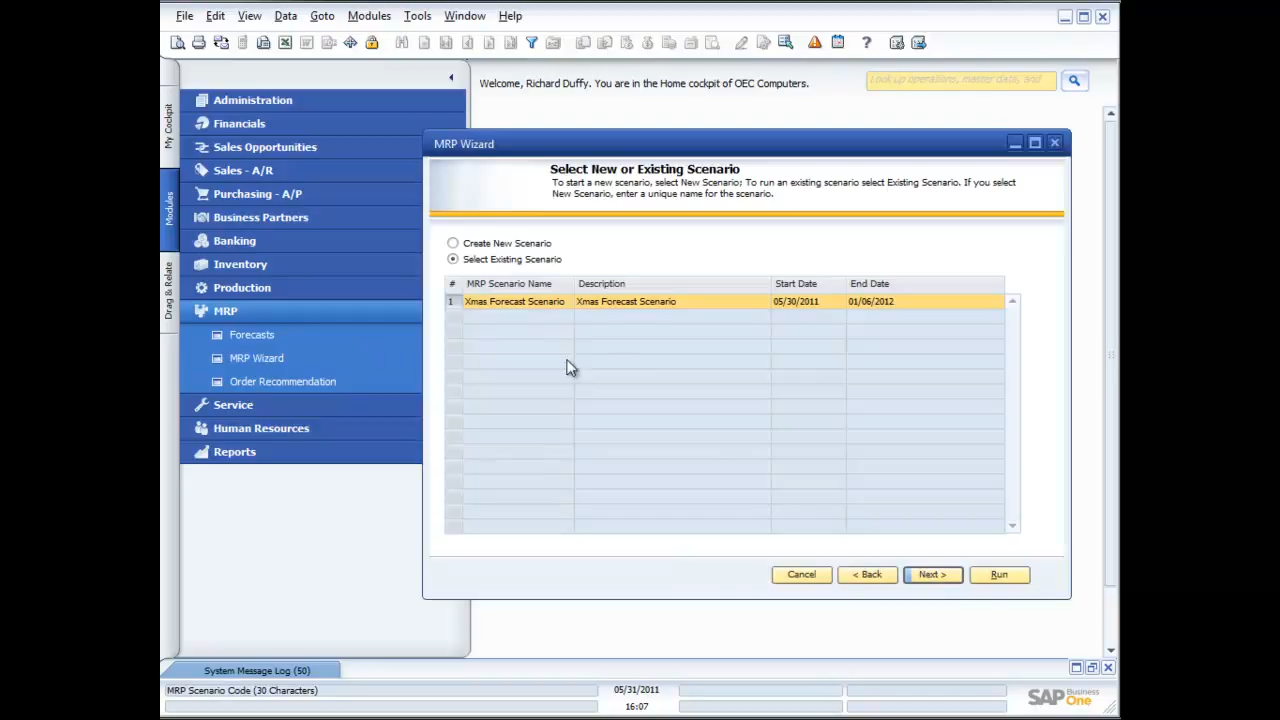 File Edit View Data Goto Modules Tools Window Help
Welcome, Richard Duffy. You are in the Home cockpit of OEC Computers.
Look up operations, master data, and
My Cockpit
Modules
Drag & Relate
Administration
Financials
Sales Opportunities
Sales - A/R
Purchasing - A/P
Business Partners
Banking
Inventory
Production
MRP
Forecasts
MRP Wizard
Order Recommendation
Service
Human Resources
Reports
MRP Wizard
Select New or Existing Scenario
To start a new scenario, select New Scenario; To run an existing scenario select Existing Scenario. If you select
New Scenario, enter a unique name for the scenario.
Create New Scenario
Select Existing Scenario
# MRP Scenario Name Description Start Date End Date
1 Xmas Forecast Scenario Xmas Forecast Scenario 05/30/2011 01/06/2012
Cancel < Back Next > Run
System Message Log (50)
MRP Scenario Code (30 Characters) 05/31/2011
16:07
SAP Business One